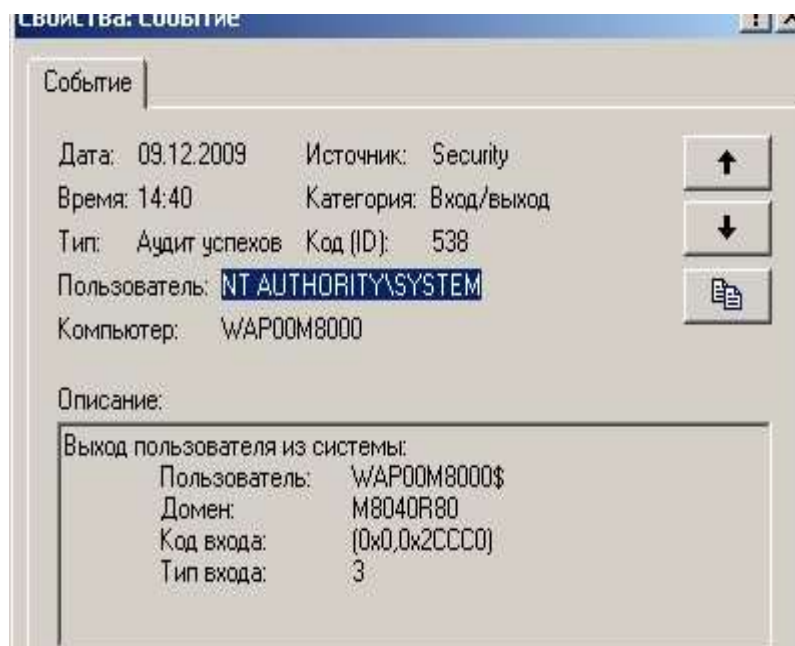 Свойства: Событие
Событие
Дата: 09.12.2009 Источник: Security
Время: 14:40 Категория: Вход/выход
Тип: Аудит успехов Код (ID): 538
Пользователь: NT AUTHORITY\SYSTEM
Компьютер: WAP00M8000
Описание:
Выход пользователя из системы:
Пользователь: WAP00M8000$
Домен: M8040R80
Код входа: (0x0,0x2CCC0)
Тип входа: 3